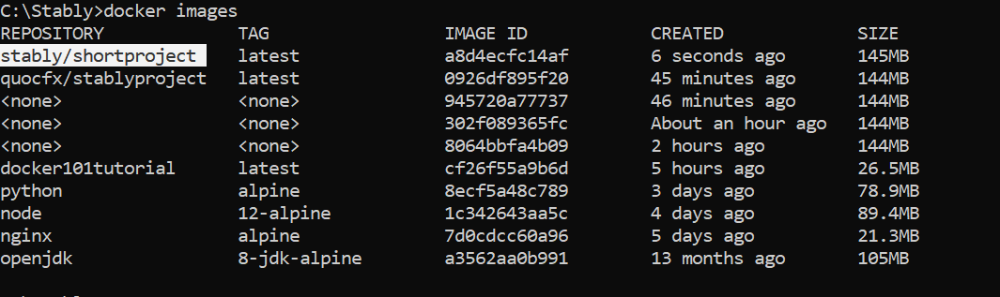 C:\Stably>docker images
REPOSITORY TAG IMAGE ID CREATED SIZE
stably/shortproject latest a8d4ecfc14af 6 seconds ago 145MB
quocfx/stablyproject latest 0926df895f20 45 minutes ago 144MB
<none> <none> 945720a77737 46 minutes ago 144MB
<none> <none> 302f089365fc About an hour ago 144MB
<none> <none> 8064bbfa4b09 2 hours ago 144MB
docker101tutorial latest cf26f55a9b6d 5 hours ago 26.5MB
python alpine 8ecf5a48c789 3 days ago 78.9MB
node 12-alpine 1c342643aa5c 4 days ago 89.4MB
nginx alpine 7d0cdcc60a96 5 days ago 21.3MB
openjdk 8-jdk-alpine a3562aa0b991 13 months ago 105MB